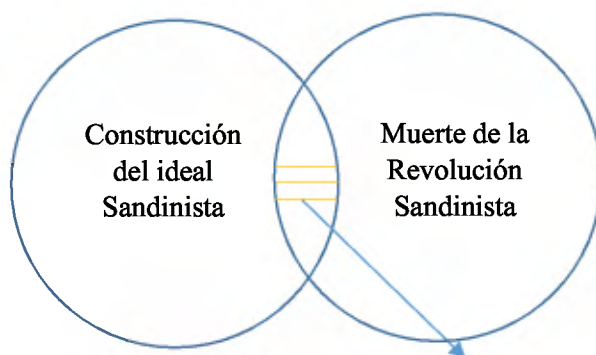 Construcción
del ideal
Sandinista
Muerte de la
Revolución
Sandinista